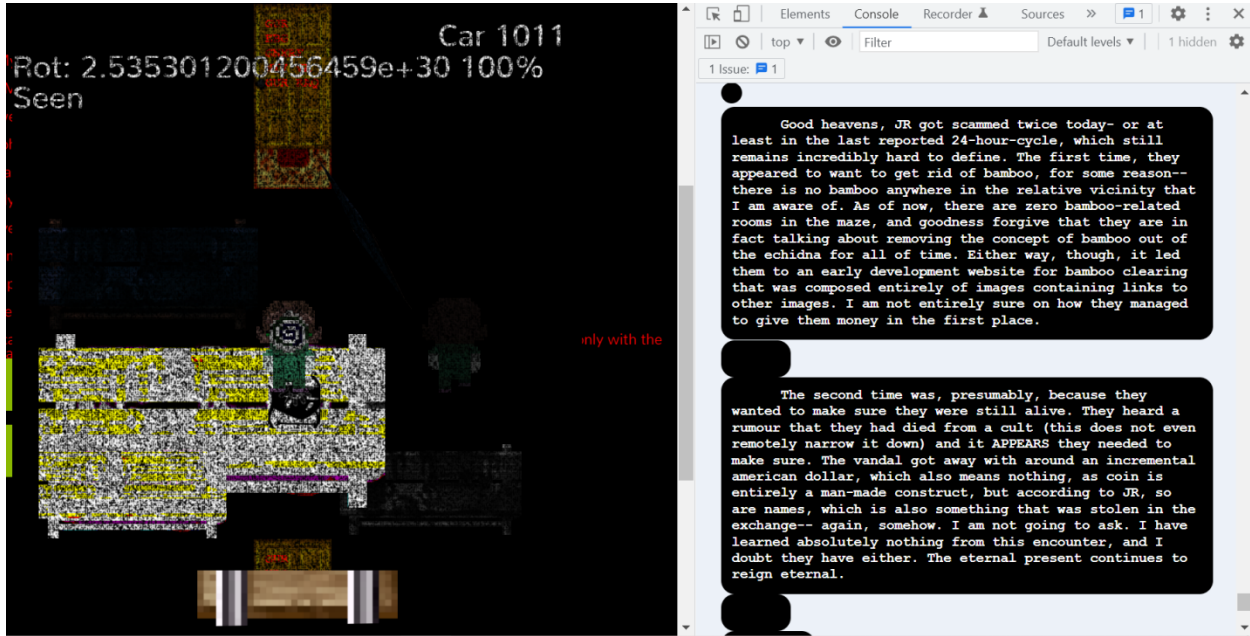 Car 1011
Rot: 2.535301200456459e+30 100%
Seen
only with the
Elements
Console
Recorder
Sources
1
top
Filter
Default levels
1 hidden
1 Issue: 1
Good heavens, JR got scammed twice today- or at
least in the last reported 24-hour-cycle, which still
remains incredibly hard to define. The first time, they
appeared to want to get rid of bamboo, for some reason--
there is no bamboo anywhere in the relative vicinity that
I am aware of. As of now, there are zero bamboo-related
rooms in the maze, and goodness forgive that they are in
fact talking about removing the concept of bamboo out of
the echidna for all of time. Either way, though, it led
them to an early development website for bamboo clearing
that was composed entirely of images containing links to
other images. I am not entirely sure on how they managed
to give them money in the first place.
The second time was, presumably, because they
wanted to make sure they were still alive. They heard a
rumour that they had died from a cult (this does not even
remotely narrow it down) and it APPEARS they needed to
make sure. The vandal got away with around an incremental
american dollar, which also means nothing, as coin is
entirely a man-made construct, but according to JR, so
are names, which is also something that was stolen in the
exchange-- again, somehow. I am not going to ask. I have
learned absolutely nothing from this encounter, and I
doubt they have either. The eternal present continues to
reign eternal.